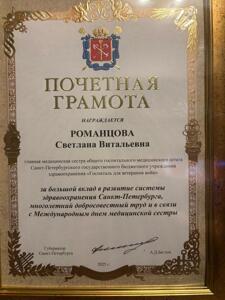 ПОЧЕТНАЯ
ГРАМОТА
НАГРАЖДАЕТСЯ
РОМАНЦОВА
Светлана Витальевна
главная медицинская сестра общего госпитального медицинского штата
Санкт-Петербургского государственного бюджетного учреждения
здравоохранения «Госпиталь для ветеранов войн»
за большой вклад в развитие системы
здравоохранения Санкт-Петербурга,
многолетний добросовестный труд и в связи
с Международным днем медицинской сестры
Губернатор
Санкт-Петербурга
А.Д.Беглов